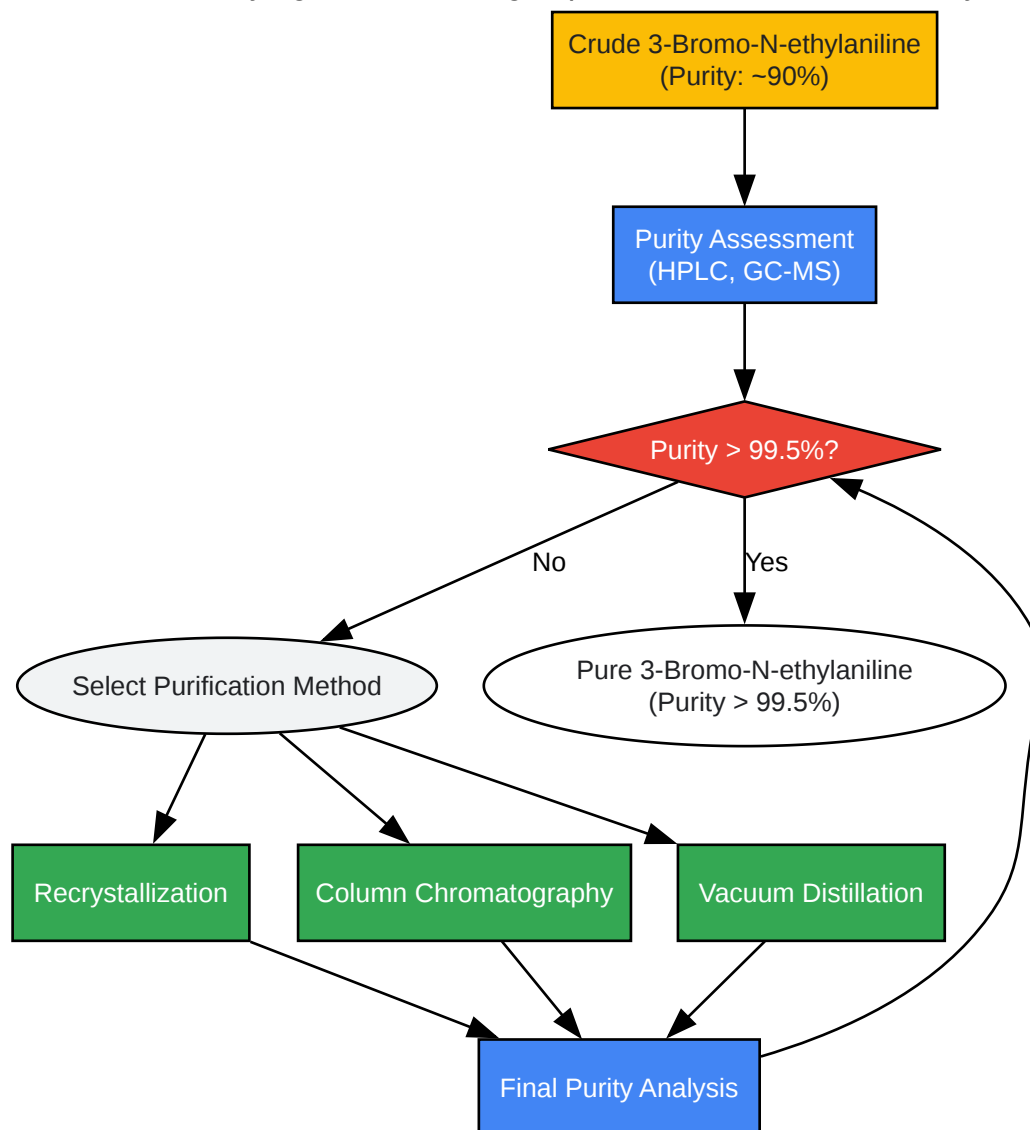 Crude 3-Bromo-N-ethylaniline
(Purity: ~90%)
Purity Assessment
(HPLC, GC-MS)
Purity > 99.5%?
No
Yes
Select Purification Method
Pure 3-Bromo-N-ethylaniline
(Purity > 99.5%)
Recrystallization
Column Chromatography
Vacuum Distillation
Final Purity Analysis